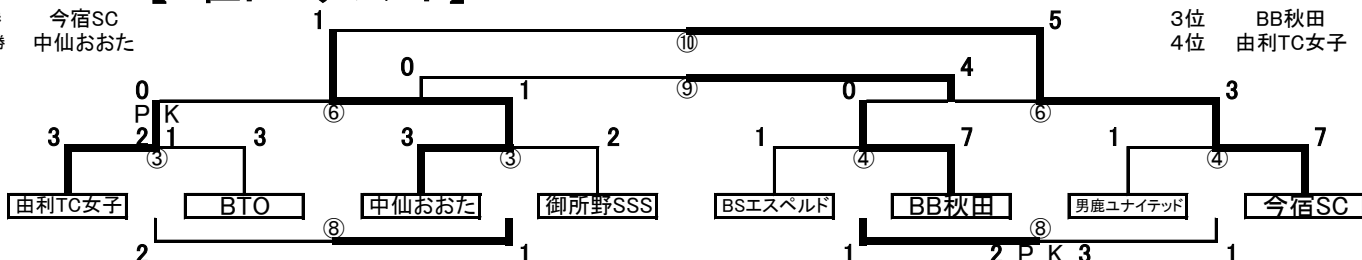 今宿SC 1 5 3位 BB秋田
中仙おおた ⑩ 4位 由利TC女子
0 4
0 1 ⑨ 0 3
P K ⑥ ⑥
3 2 1 3 3 2 1 7 1 7
③ ③ ④ ④
由利TC女子 BTO 中仙おおた 御所野SSS BSエスペルド BB秋田 男鹿ユナイテッド 今宿SC
⑧ ⑧
2 1 1 2 P K 3 1